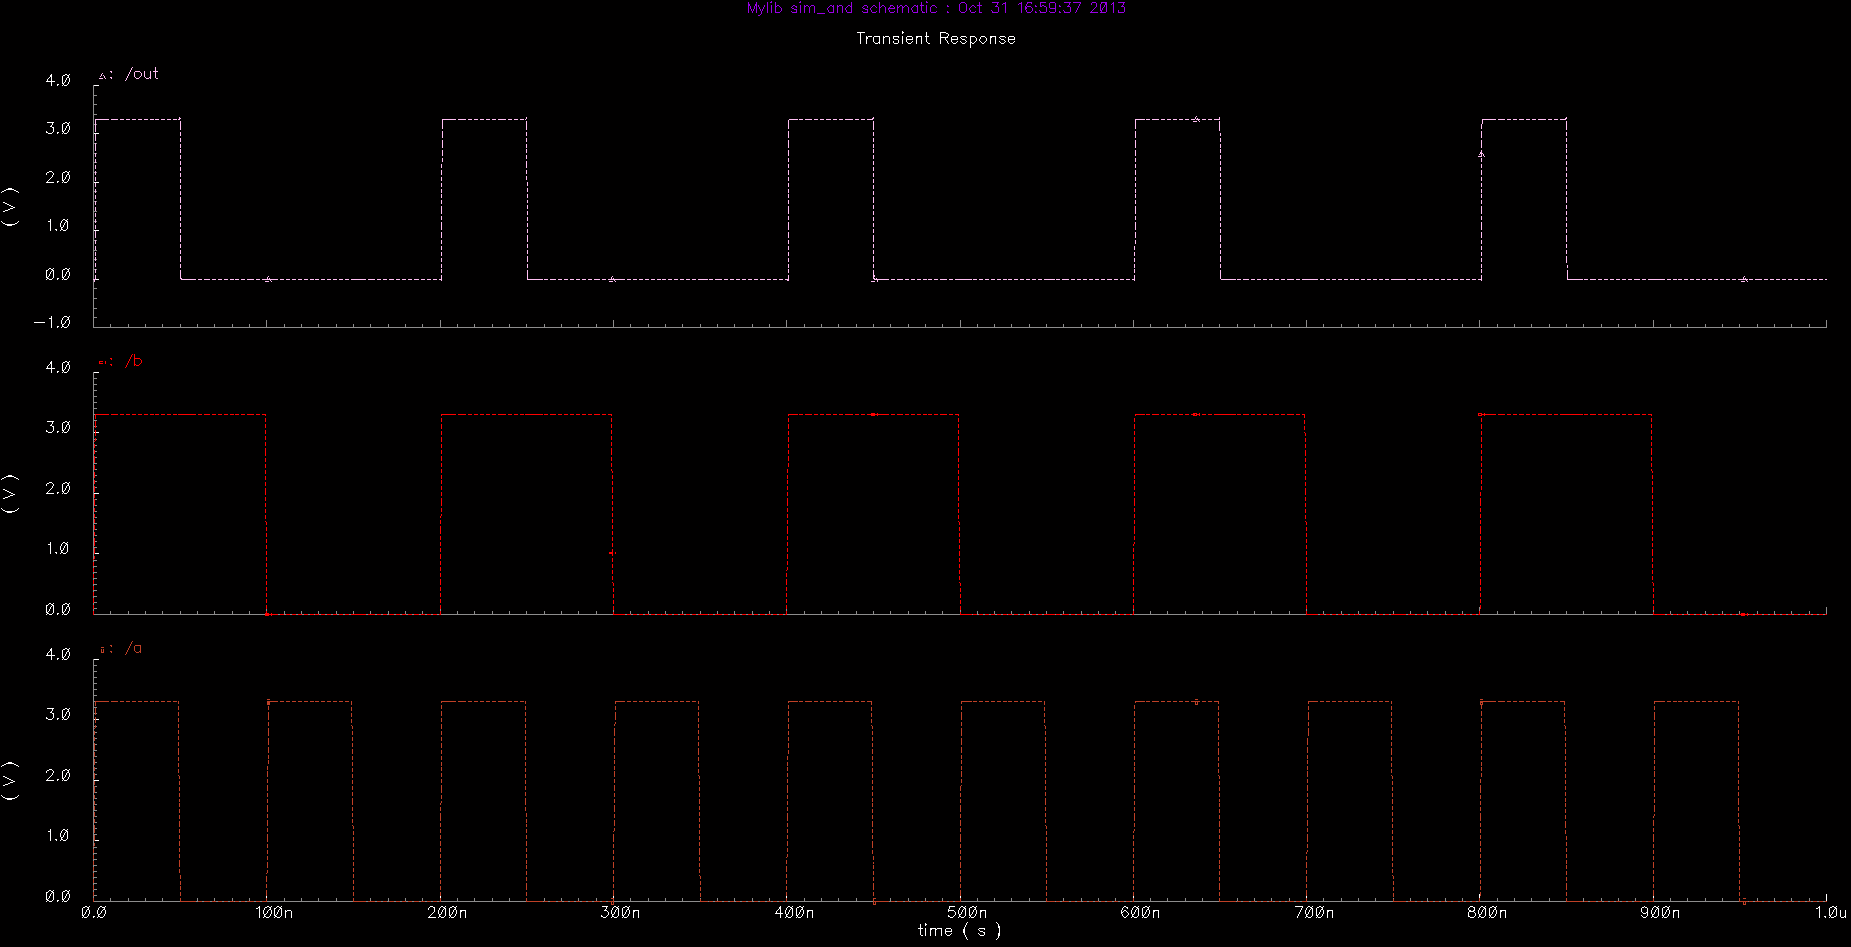 Mylib sim_and schematic : Oct 31 16:59:37 2013
Transient Response
: /out
4.0
3.0
2.0
1.0
0.0
-1.0
(V)
: /b
4.0
3.0
2.0
1.0
0.0
(V)
: /a
4.0
3.0
2.0
1.0
0.0
(V)
0.0 100n 200n 300n 400n 500n 600n 700n 800n 900n 1.0u
time ( s )